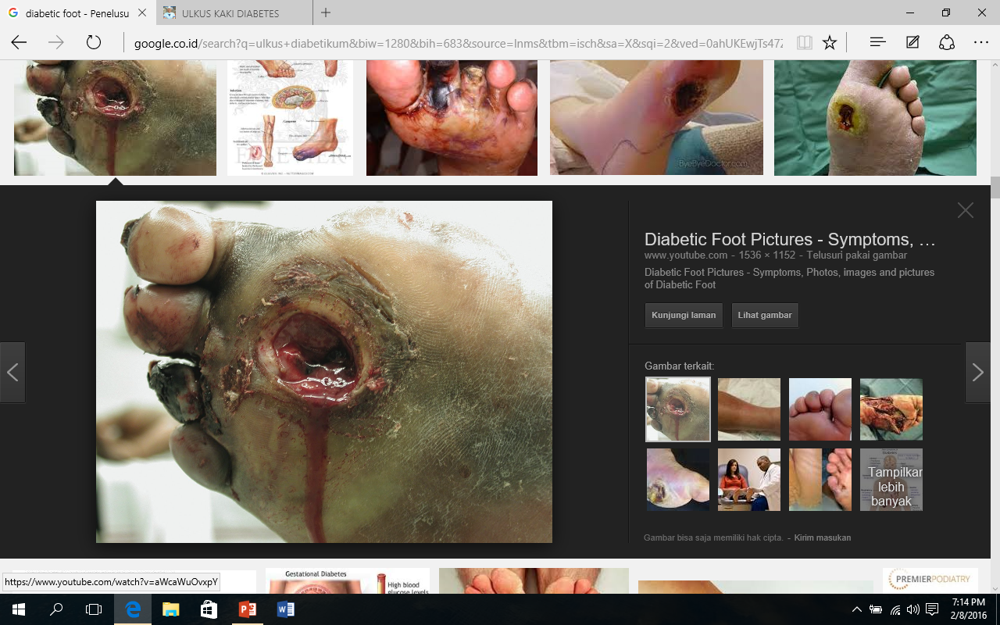 diabetic foot - Penelusu
ULKUS KAKI DIABETES
google.co.id/search?q=ulkus+diabetikum&biw=1280&bih=683&source=lnms&tbm=isch&sa=X&sqi=2&ved=0ahUKEwjTs47Z
ByeByeDoctor.com
Diabetic Foot Pictures - Symptoms, …
www.youtube.com - 1536 × 1152 - Telusuri pakai gambar
Diabetic Foot Pictures - Symptoms, Photos, images and pictures
of Diabetic Foot
Kunjungi laman
Lihat gambar
Gambar terkait:
Tampilkan
lebih
banyak
Gambar bisa saja memiliki hak cipta. - Kirim masukan
https://www.youtube.com/watch?v=aWcaWuOvxpY
Gestational Diabetes
High blood
glucose levels
PREMIERPODIATRY
7:14 PM
2/8/2016